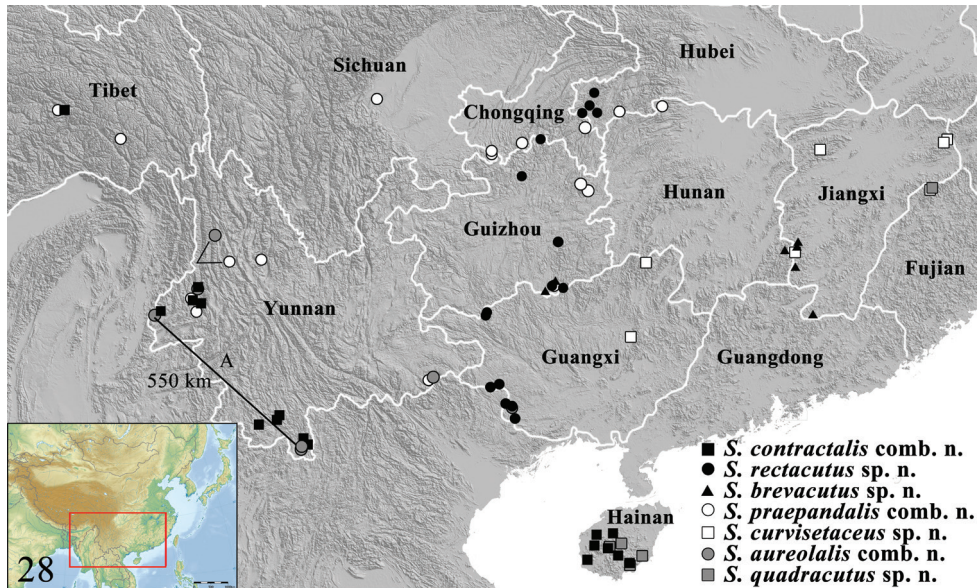 Hubei
Sichuan
Tibet
Chongqing
Hunan
Jiangxi
Guizhou
Fujian
Yunnan
A
550 km
Guangxi
Guangdong
Hainan
S. contractalis comb. n.
S. rectacutus sp. n.
S. brevacutus sp. n.
S. praepandalis comb. n.
S. curvisetaceus sp. n.
S. aureolalis comb. n.
S. quadracutus sp. n.
28